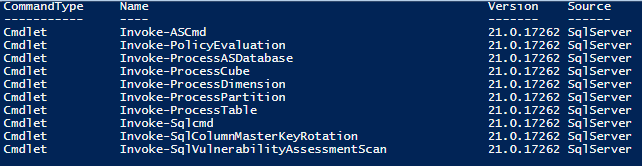 CommandType Name Version Source
----------- ---- ------- ------
Cmdlet Invoke-ASCmd 21.0.17262 SqlServer
Cmdlet Invoke-PolicyEvaluation 21.0.17262 SqlServer
Cmdlet Invoke-ProcessASDatabase 21.0.17262 SqlServer
Cmdlet Invoke-ProcessCube 21.0.17262 SqlServer
Cmdlet Invoke-ProcessDimension 21.0.17262 SqlServer
Cmdlet Invoke-ProcessPartition 21.0.17262 SqlServer
Cmdlet Invoke-ProcessTable 21.0.17262 SqlServer
Cmdlet Invoke-Sqlcmd 21.0.17262 SqlServer
Cmdlet Invoke-SqlColumnMasterKeyRotation 21.0.17262 SqlServer
Cmdlet Invoke-SqlVulnerabilityAssessmentScan 21.0.17262 SqlServer